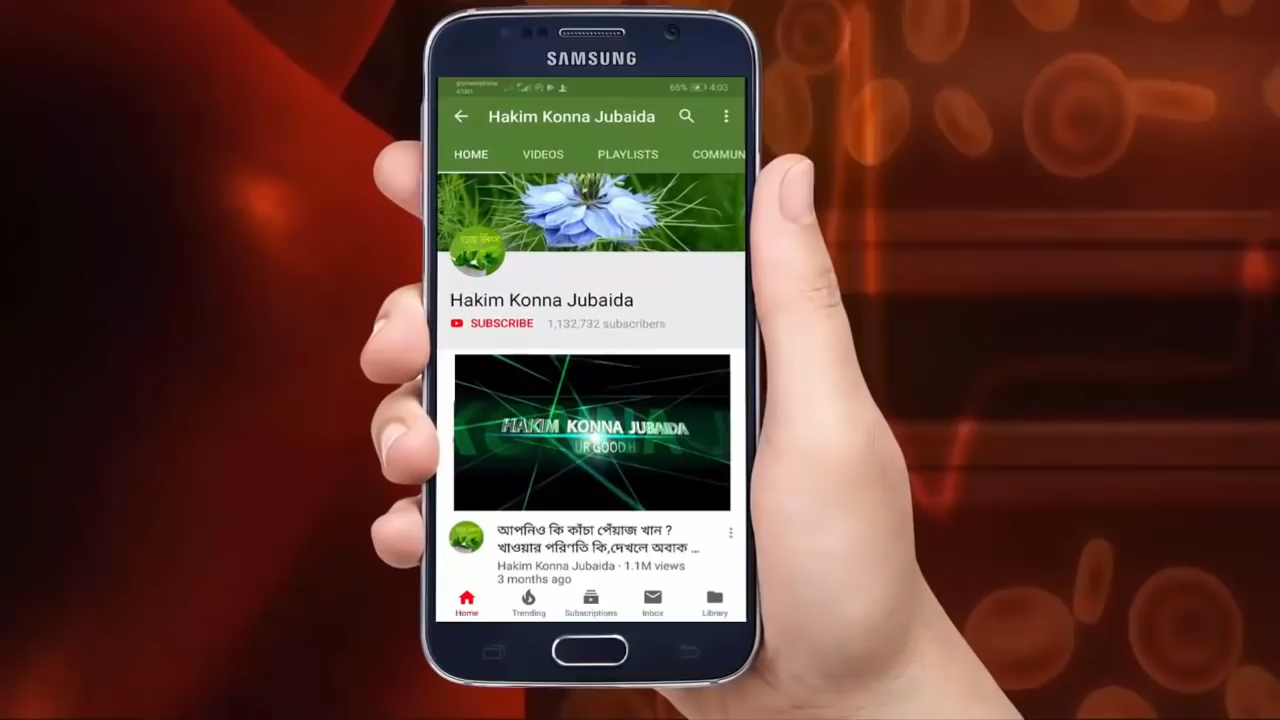 SAMSUNG
66% 4:03
Hakim Konna Jubaida
HOME VIDEOS PLAYLISTS COMMUN
Hakim Konna Jubaida
SUBSCRIBE 1,132,732 subscribers
HAKIM KONNA JUBAIDA
UR GOOD H
আপনিও কি কাঁচা পেঁয়াজ খান ?
খাওয়ার পরিণতি কি,দেখলে অবাক ...
Hakim Konna Jubaida · 1.1M views
3 months ago
Home Trending Subscriptions Inbox Library